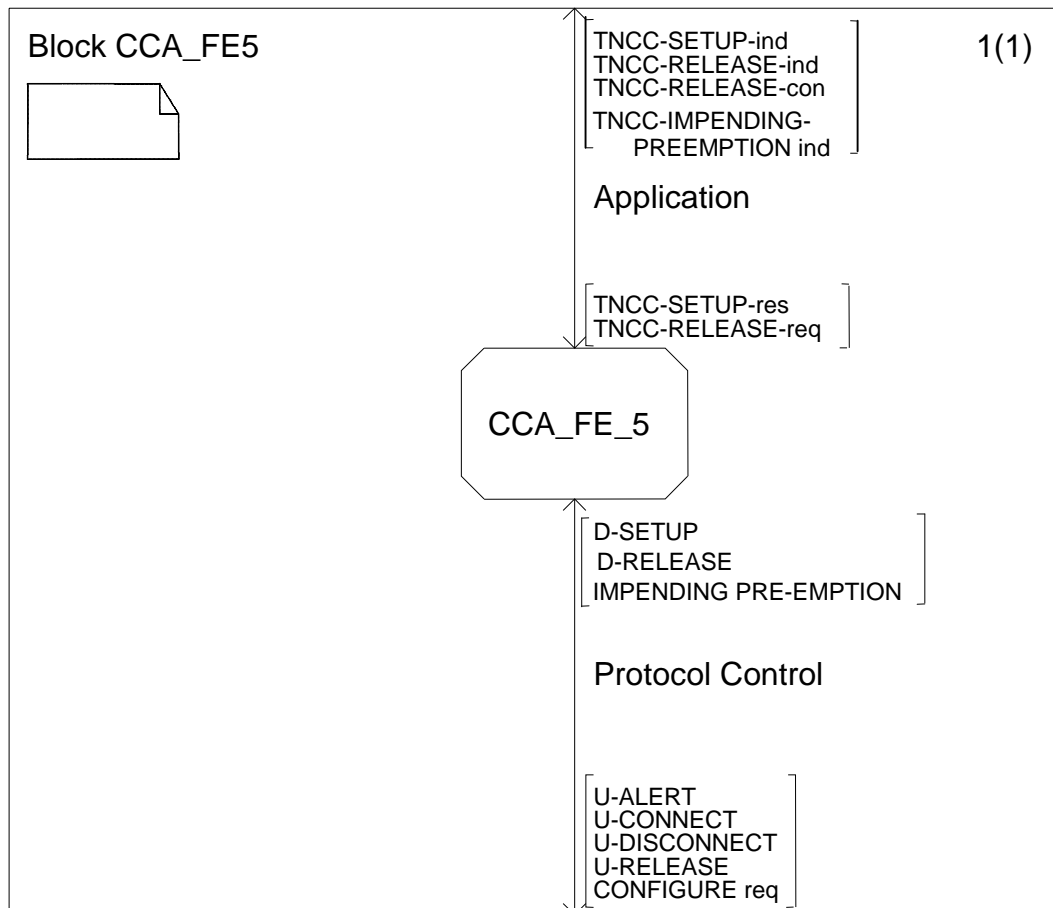 Block CCA_FE5
1(1)
TNCC-SETUP-ind
TNCC-RELEASE-ind
TNCC-RELEASE-con
TNCC-IMPENDING-
PREEMPTION ind
Application
TNCC-SETUP-res
TNCC-RELEASE-req
CCA_FE_5
D-SETUP
D-RELEASE
IMPENDING PRE-EMPTION
Protocol Control
U-ALERT
U-CONNECT
U-DISCONNECT
U-RELEASE
CONFIGURE req